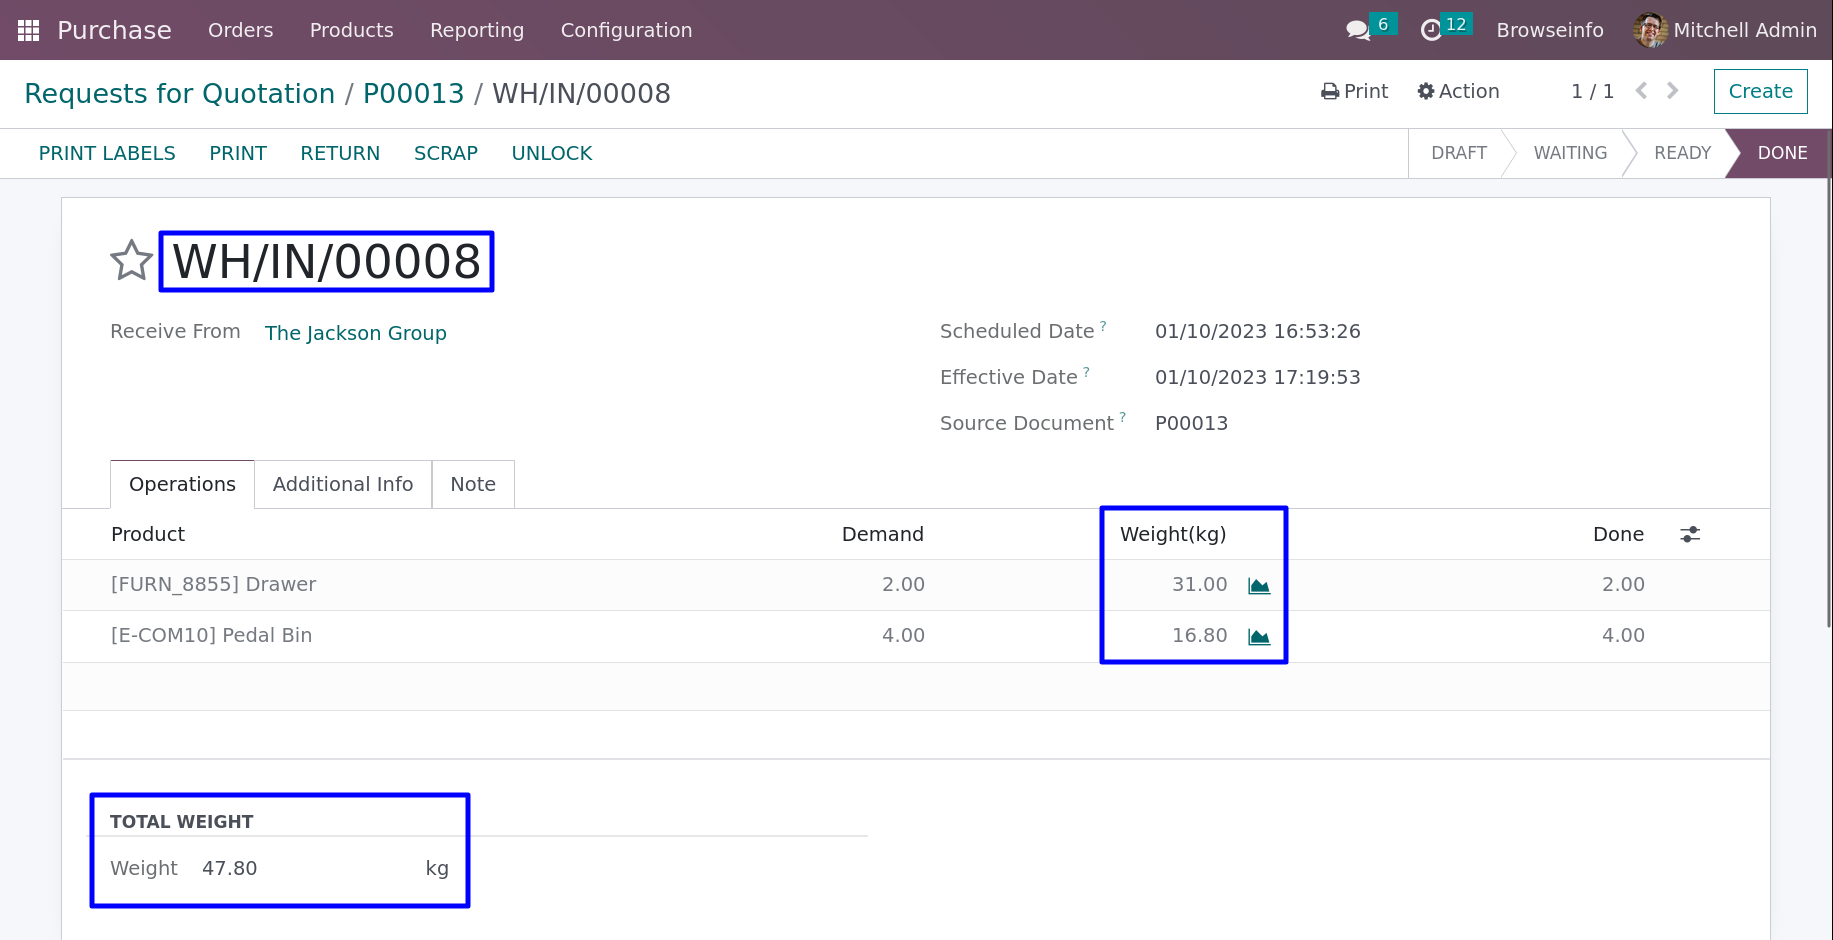 Purchase Orders Products Reporting Configuration 6 12 Browseinfo Mitchell Admin
Requests for Quotation / P00013 / WH/IN/00008 Print Action 1 / 1 Create
PRINT LABELS PRINT RETURN SCRAP UNLOCK DRAFT WAITING READY DONE
WH/IN/00008
Receive From The Jackson Group Scheduled Date ? 01/10/2023 16:53:26
Effective Date ? 01/10/2023 17:19:53
Source Document ? P00013
Operations Additional Info Note
Product Demand Weight(kg) Done
[FURN_8855] Drawer 2.00 31.00 2.00
[E-COM10] Pedal Bin 4.00 16.80 4.00
TOTAL WEIGHT
Weight 47.80 kg